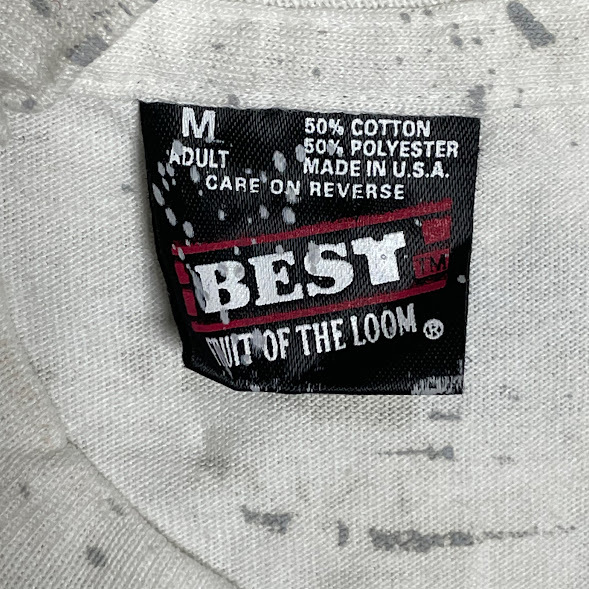 M
ADULT
50% COTTON
50% POLYESTER
MADE IN U.S.A.
CARE ON REVERSE
BEST
TM
FRUIT OF THE LOOM ®